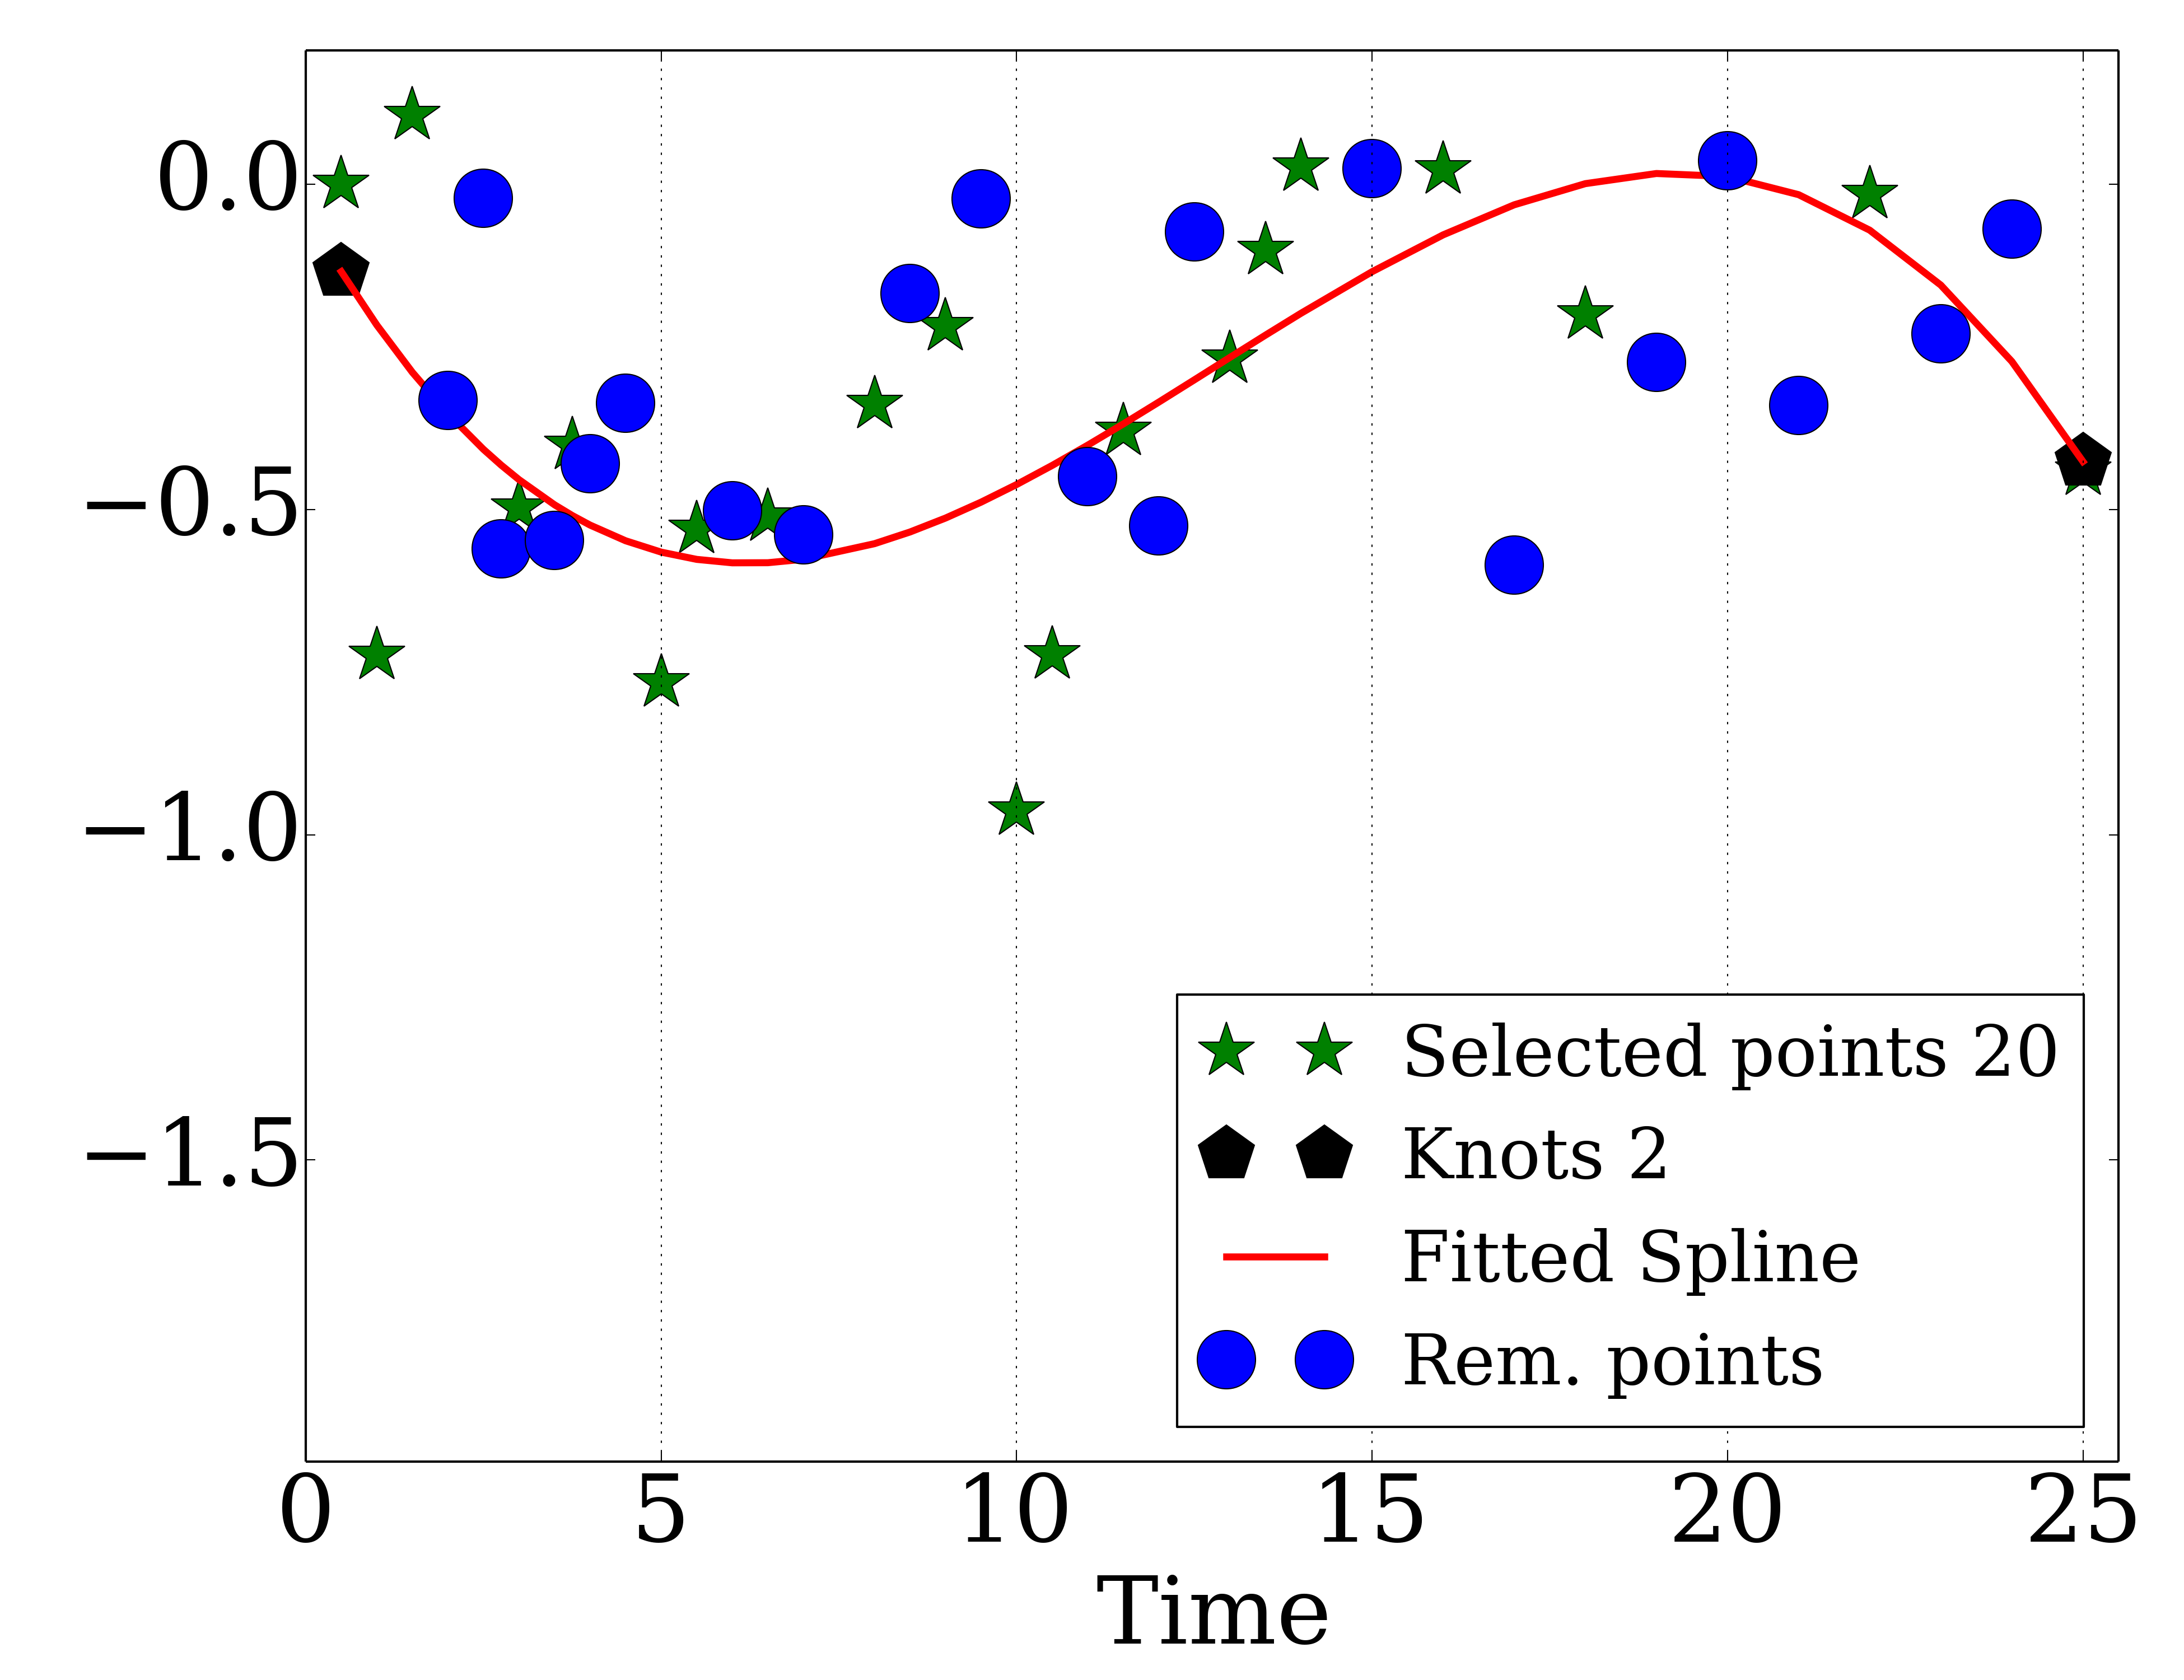 0.0
−0.5
−1.0
−1.5
Selected points 20
Knots 2
Fitted Spline
Rem. points
0 5 10 15 20 25
Time